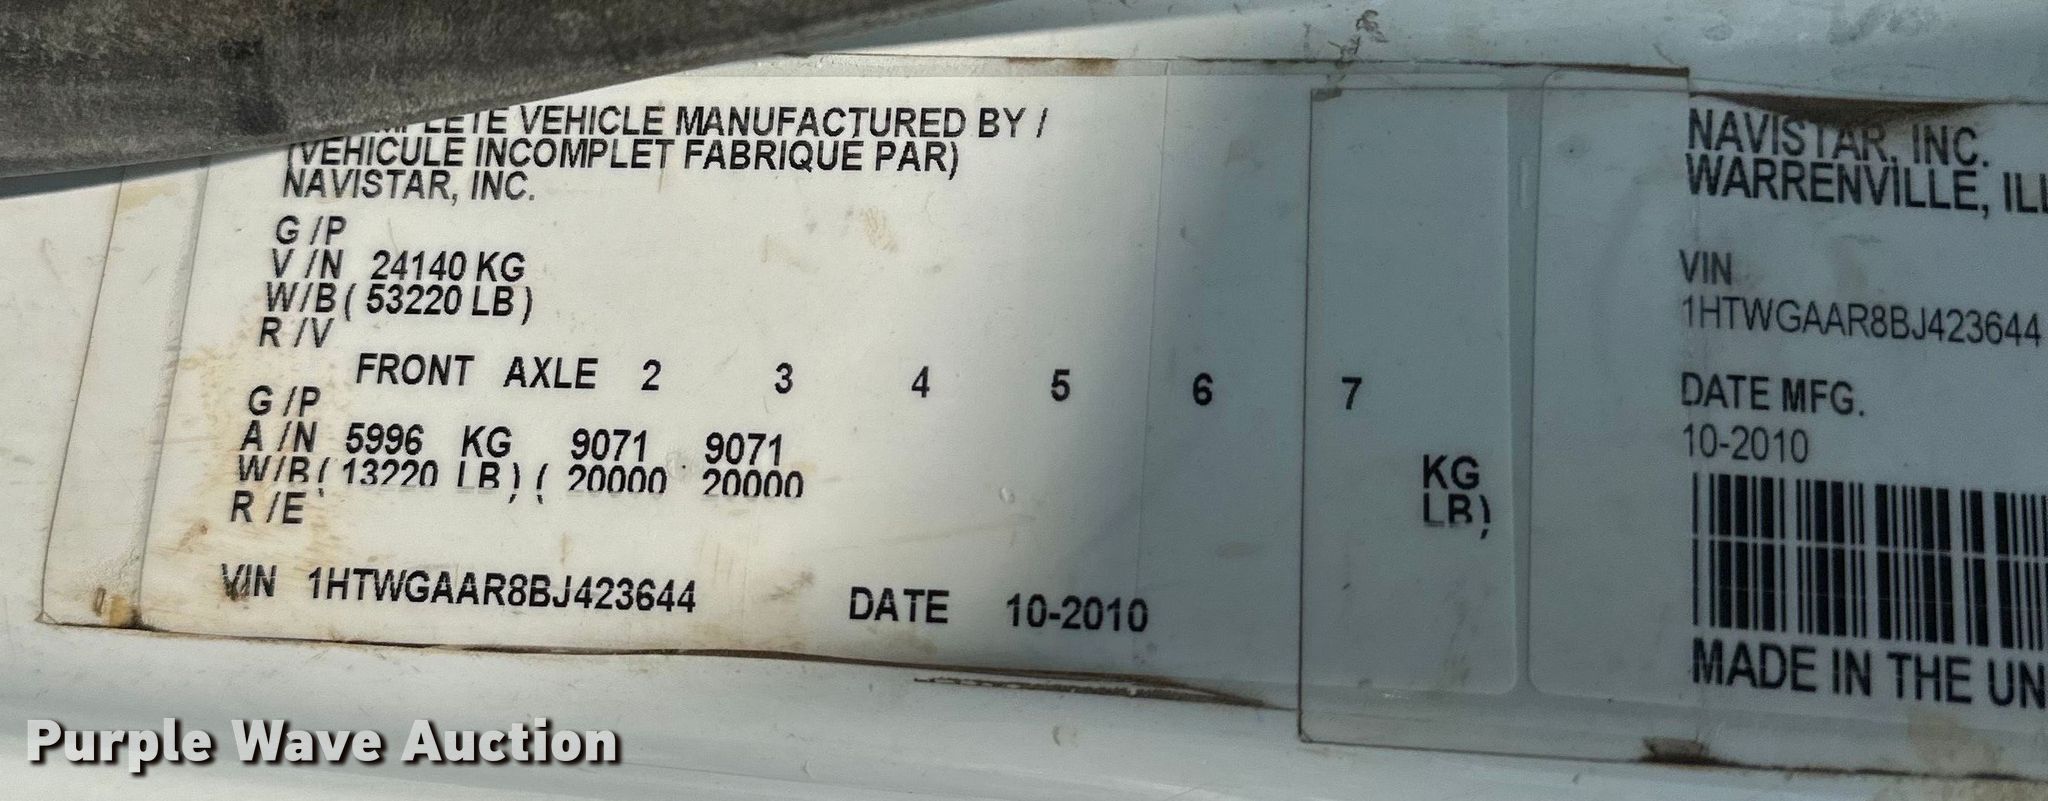 VEHICLE MANUFACTURED BY /
(VEHICULE INCOMPLET FABRIQUE PAR)
NAVISTAR, INC.
G /P
V /N 24140 KG
W/B ( 53220 LB )
R /V
FRONT AXLE 2 3 4 5 6 7
G /P
A /N 5996 KG 9071 9071 KG
W/B ( 13220 LB ) ( 20000 20000 LB )
R /E
VIN 1HTWGAAR8BJ423644 DATE 10-2010
NAVISTAR, INC.
WARRENVILLE, ILL
VIN
1HTWGAAR8BJ423644
DATE MFG.
10-2010
MADE IN THE UN
Purple Wave Auction